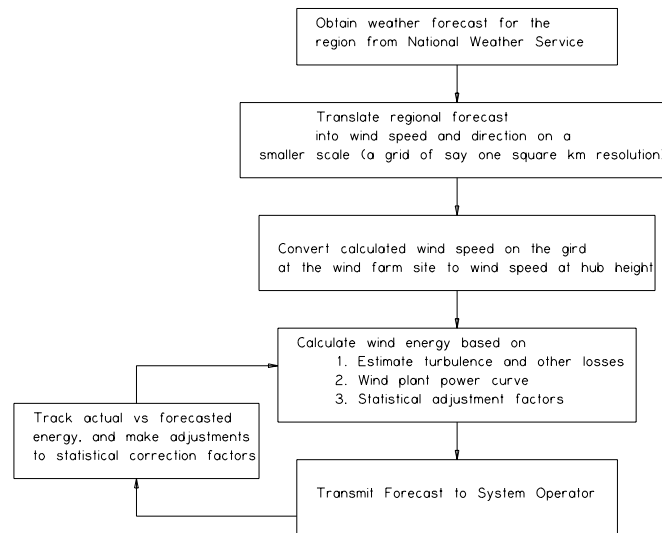 Obtain weather forecast for the
region from National Weather Service
Translate regional forecast
into wind speed and direction on a
smaller scale (a grid of say one square km resolution)
Convert calculated wind speed on the gird
at the wind farm site to wind speed at hub height
Calculate wind energy based on
1. Estimate turbulence and other losses
2. Wind plant power curve
3. Statistical adjustment factors
Track actual vs forecasted
energy, and make adjustments
to statistical correction factors
Transmit Forecast to System Operator